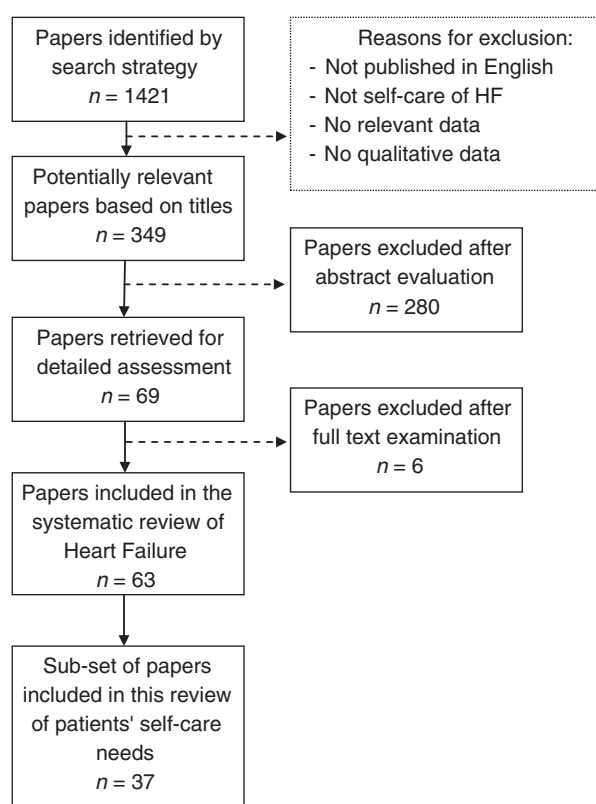 Papers identified by
search strategy
n = 1421
Reasons for exclusion:
- Not published in English
- Not self-care of HF
- No relevant data
- No qualitative data
Potentially relevant
papers based on titles
n = 349
Papers excluded after
abstract evaluation
n = 280
Papers retrieved for
detailed assessment
n = 69
Papers excluded after
full text examination
n = 6
Papers included in the
systematic review of
Heart Failure
n = 63
Sub-set of papers
included in this review
of patients' self-care
needs
n = 37